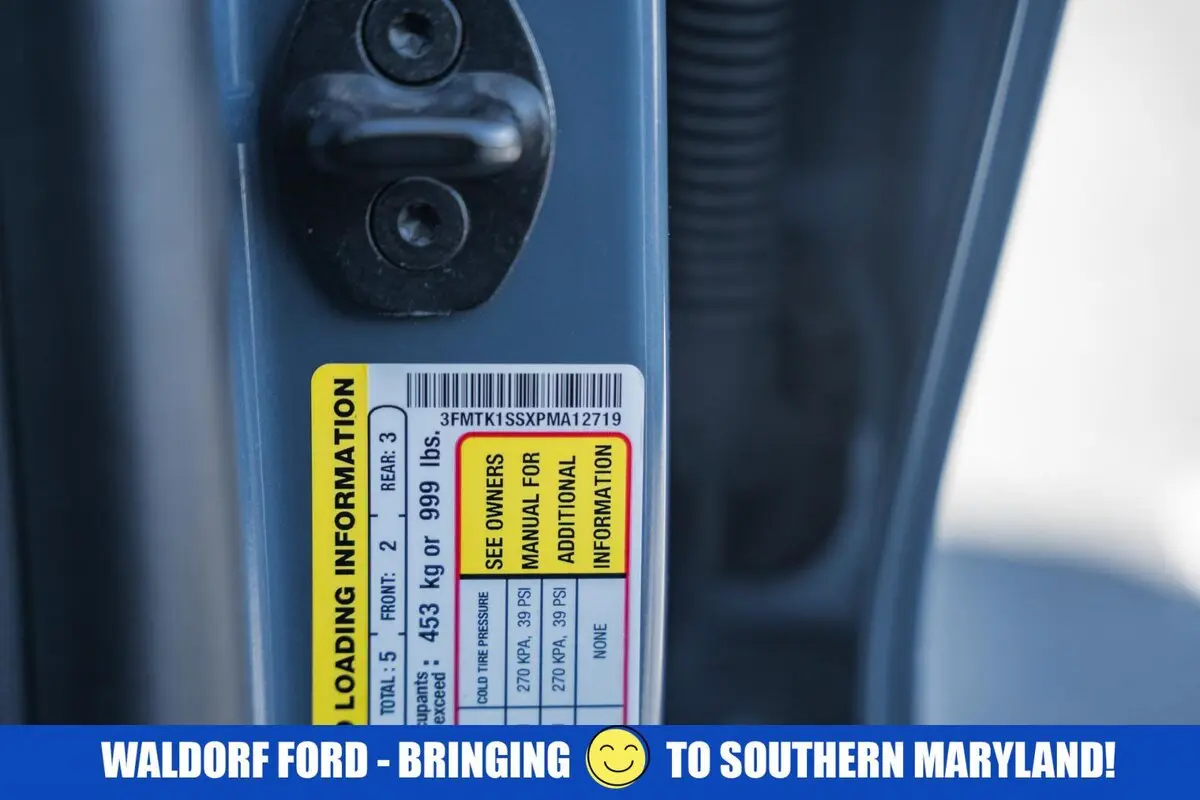 3FMTK1SSXPMA12719
LOADING INFORMATION
TOTAL : 5 FRONT: 2 REAR: 3
exceed : 453 kg or 999 lbs.
SEE OWNERS
MANUAL FOR
ADDITIONAL
INFORMATION
COLD TIRE PRESSURE
270 KPA, 39 PSI
270 KPA, 39 PSI
NONE
WALDORF FORD - BRINGING TO SOUTHERN MARYLAND!